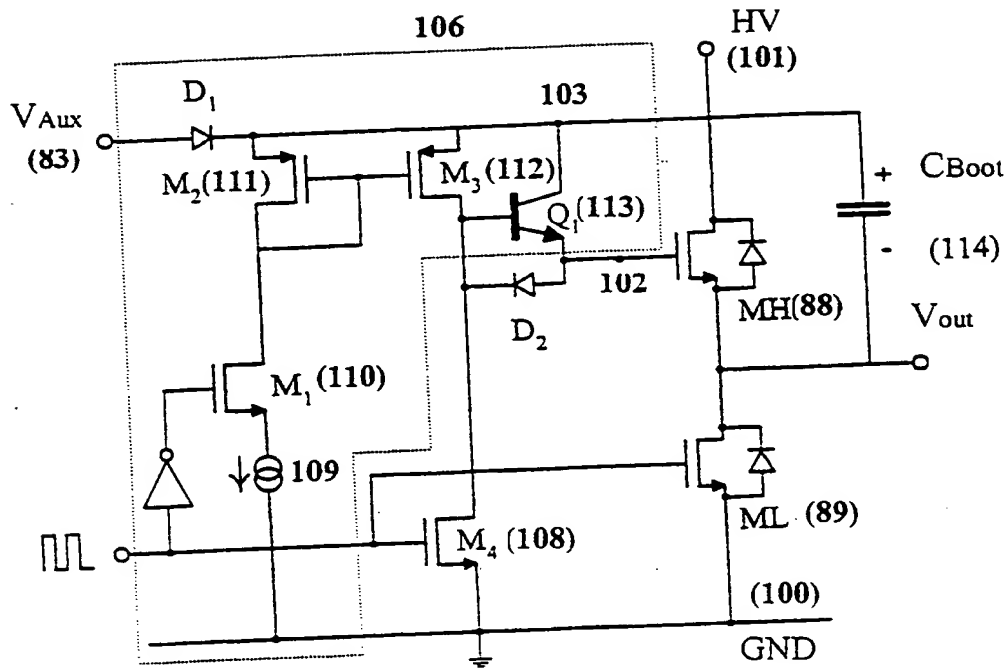 106
HV
(101)
D1
103
VAux
(83)
M2(111)
M3(112)
Q1(113)
+
CBoot
-
(114)
102
D2
MH(88)
Vout
M1(110)
109
ML (89)
M4(108)
(100)
GND